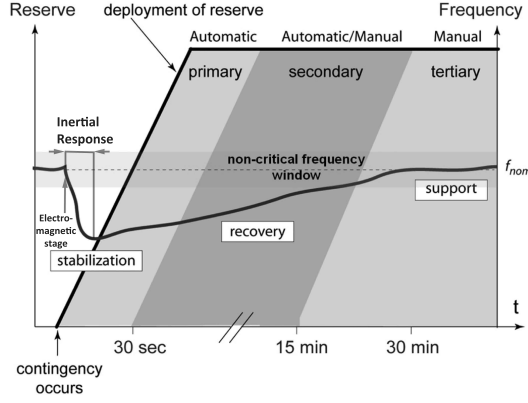 Reserve
deployment of reserve
Frequency
Automatic
Automatic/Manual
Manual
primary
secondary
tertiary
Inertial
Response
non-critical frequency
window
f_nom
Electro-
magnetic
stage
support
recovery
stabilization
t
30 sec
15 min
30 min
contingency
occurs